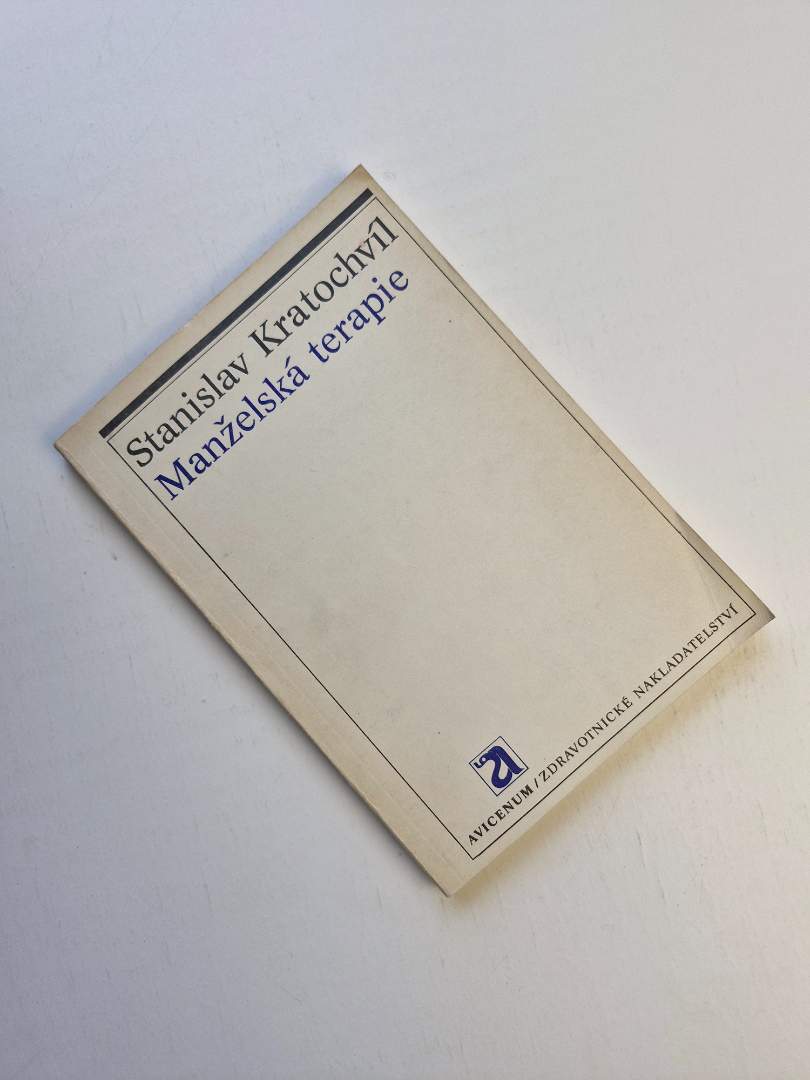 Stanislav Kratochvíl
Manželská terapie
AVICENUM/ZDRAVOTNICKÉ NAKLADATELSTVÍ